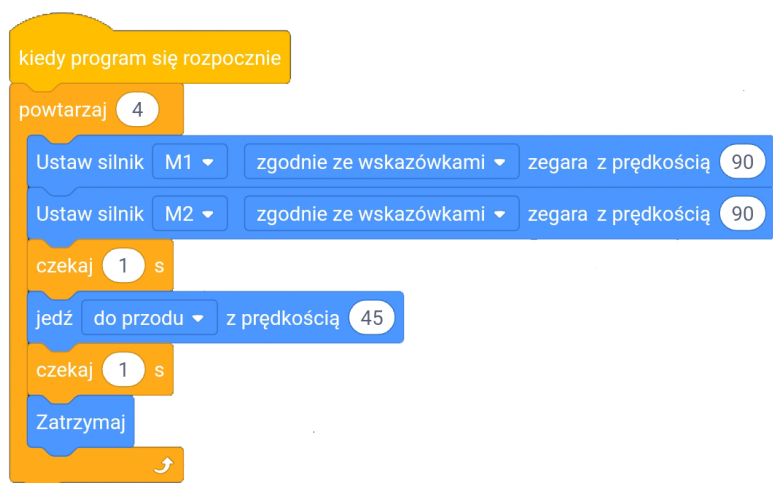 kiedy program się rozpocznie
powtarzaj 4
Ustaw silnik M1 zgodnie ze wskazówkami zegara z prędkością 90
Ustaw silnik M2 zgodnie ze wskazówkami zegara z prędkością 90
czekaj 1 s
jedź do przodu z prędkością 45
czekaj 1 s
Zatrzymaj